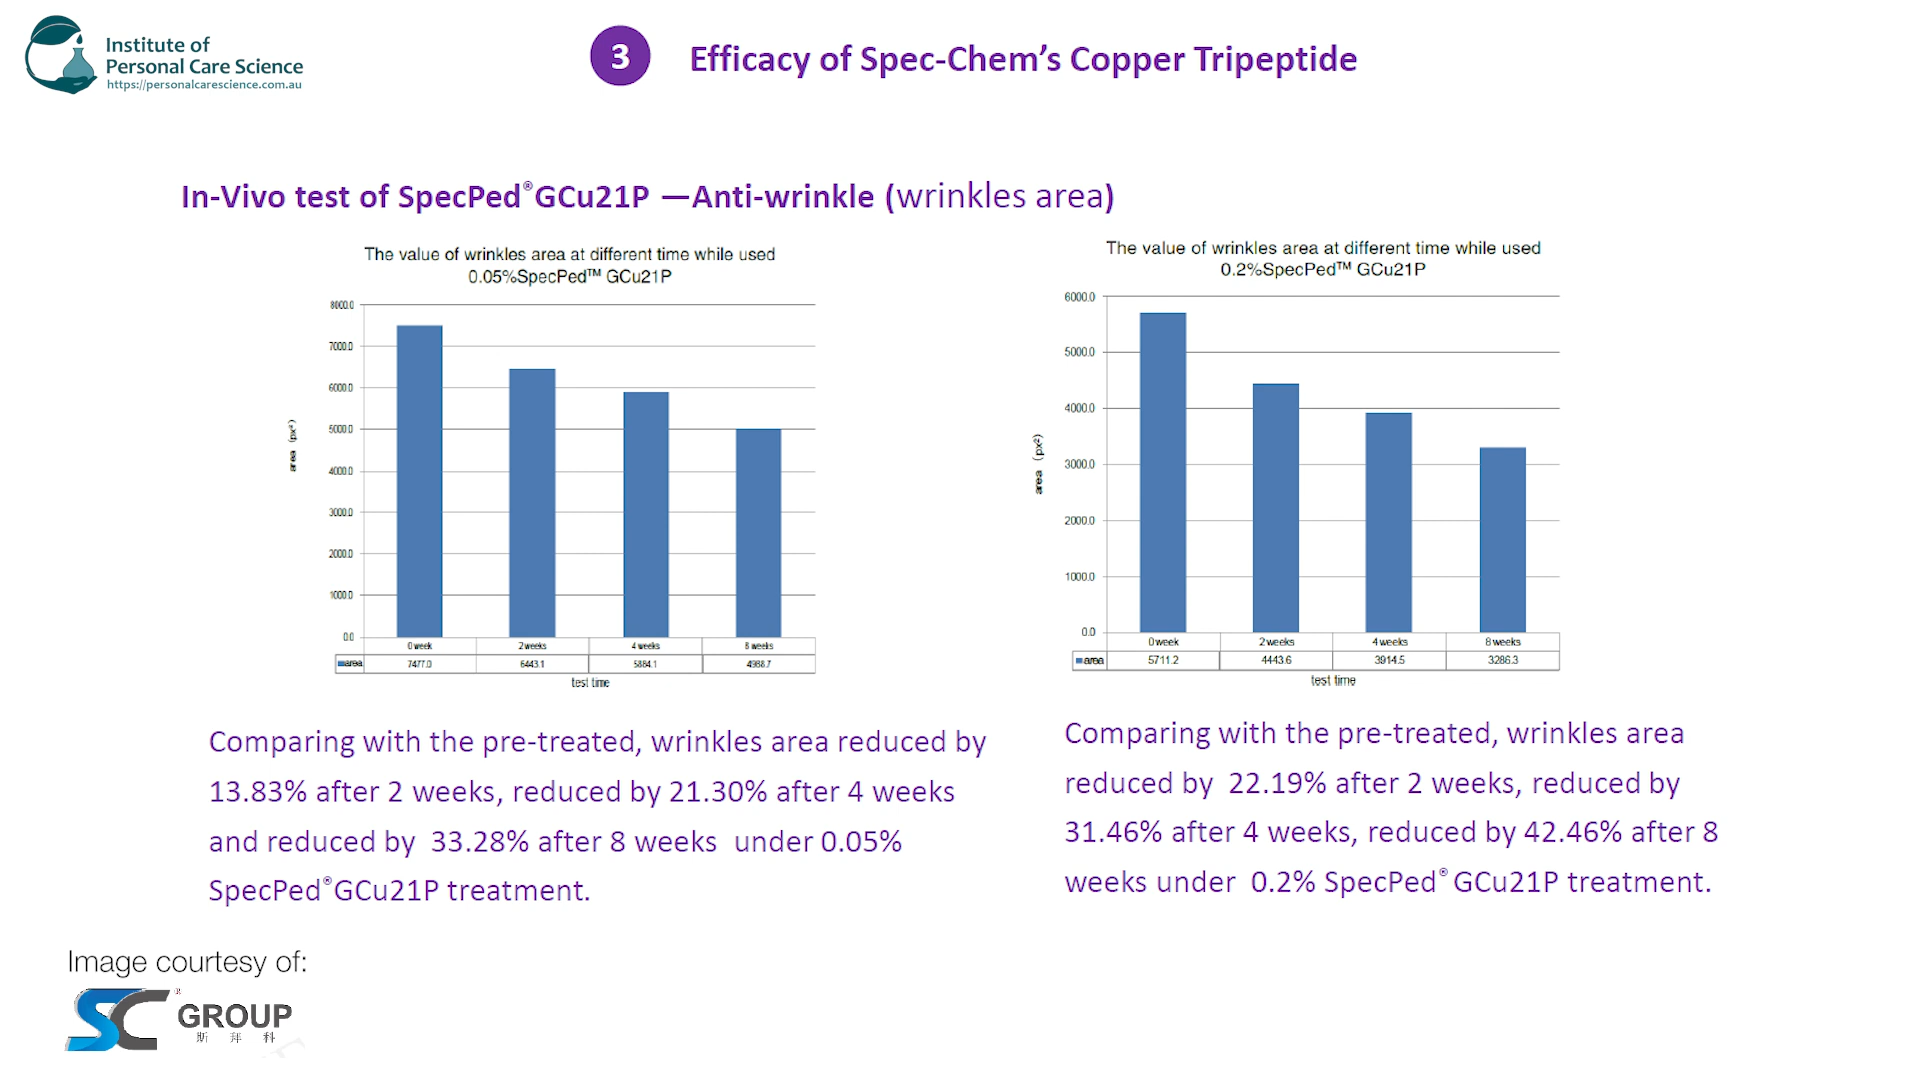 Institute of
Personal Care Science
https://personalcarescience.com.au
3 Efficacy of Spec-Chem's Copper Tripeptide
In-Vivo test of SpecPed®GCu21P —Anti-wrinkle (wrinkles area)
The value of wrinkles area at different time while used
0.05%SpecPed™ GCu21P
8000.0
7000.0
6000.0
5000.0
4000.0
3000.0
2000.0
1000.0
0.0
area (px²)
0 week 2 weeks 4 weeks 8 weeks
area 7477.0 6443.1 5884.1 4988.7
test time
The value of wrinkles area at different time while used
0.2%SpecPed™ GCu21P
6000.0
5000.0
4000.0
3000.0
2000.0
1000.0
0.0
area (px²)
0 week 2 weeks 4 weeks 8 weeks
area 5711.2 4443.6 3914.5 3286.3
test time
Comparing with the pre-treated, wrinkles area reduced by
13.83% after 2 weeks, reduced by 21.30% after 4 weeks
and reduced by 33.28% after 8 weeks under 0.05%
SpecPed®GCu21P treatment.
Comparing with the pre-treated, wrinkles area
reduced by 22.19% after 2 weeks, reduced by
31.46% after 4 weeks, reduced by 42.46% after 8
weeks under 0.2% SpecPed® GCu21P treatment.
Image courtesy of:
SC® GROUP
斯拜科